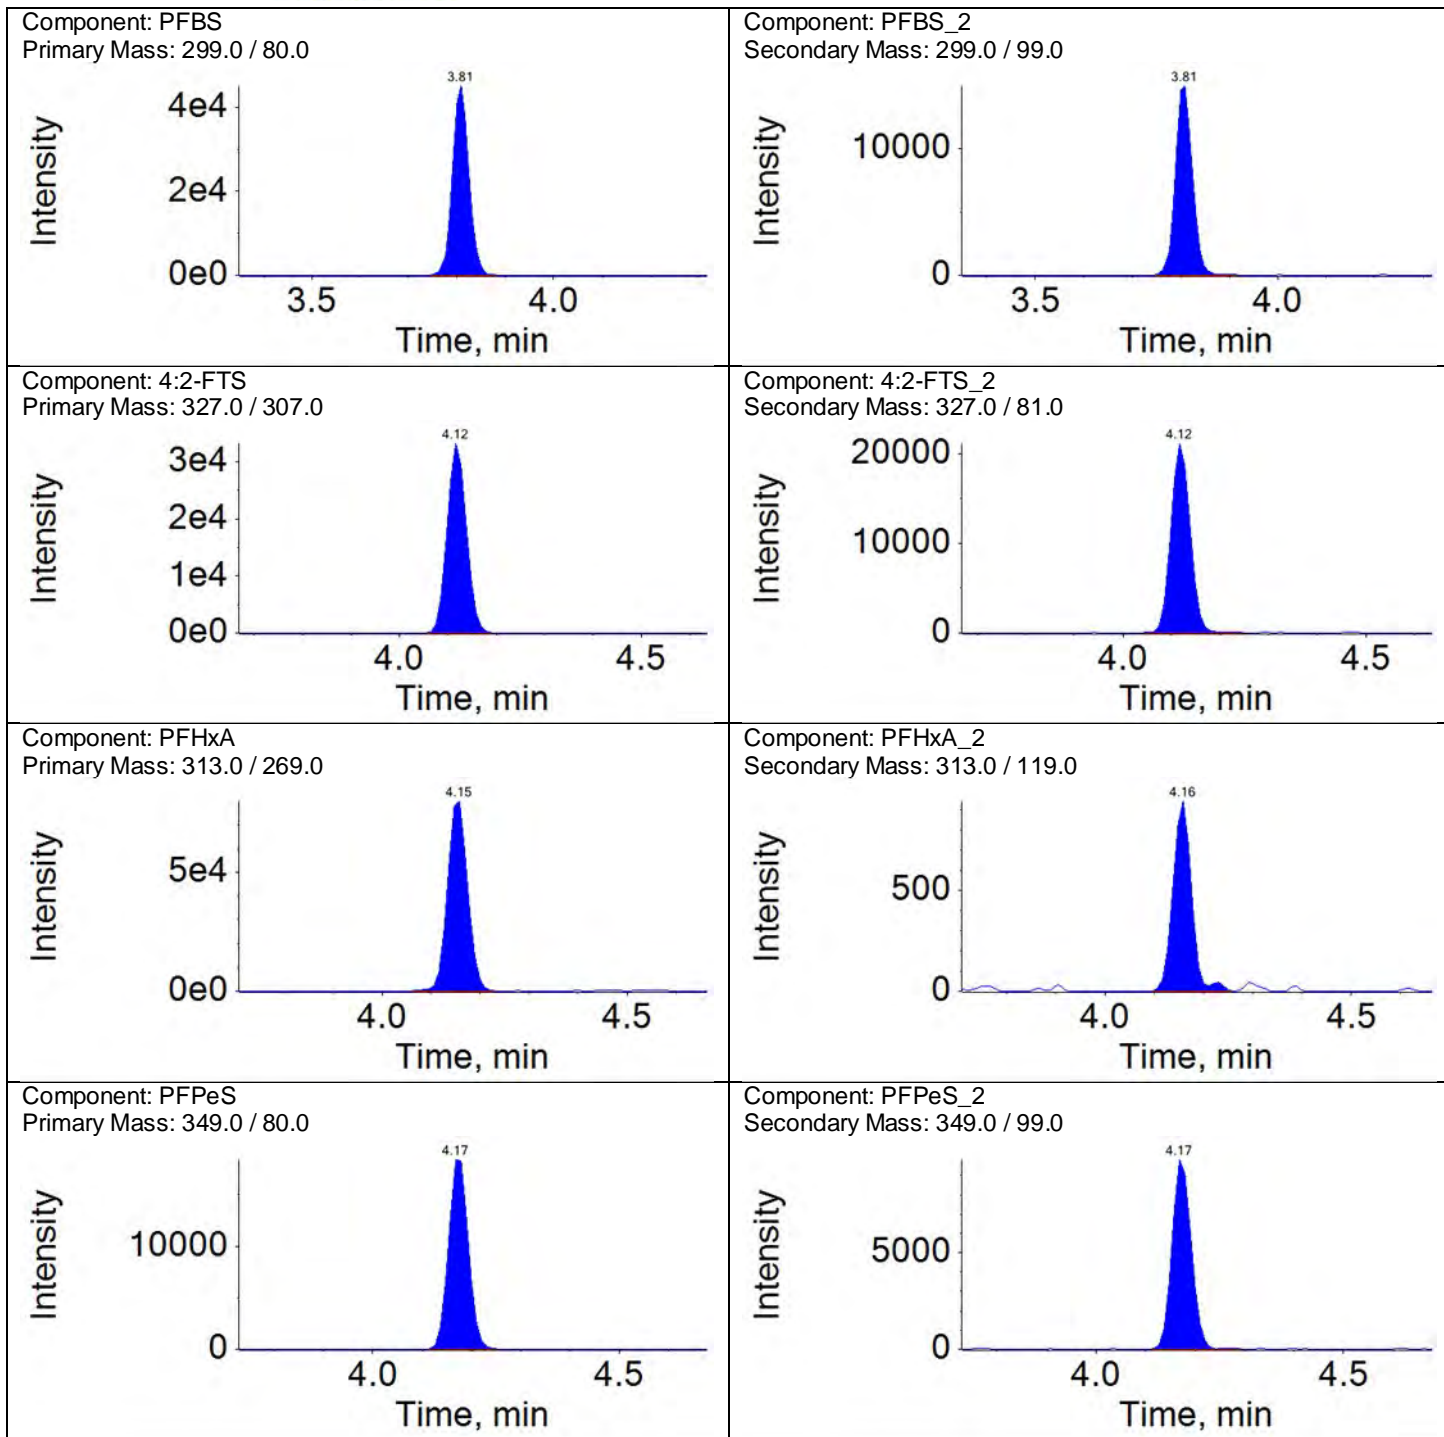 Component: PFBS
Primary Mass: 299.0 / 80.0
3.81
4e4
2e4
0e0
Intensity
3.5
4.0
Time, min
Component: PFBS_2
Secondary Mass: 299.0 / 99.0
3.81
10000
0
Intensity
3.5
4.0
Time, min
Component: 4:2-FTS
Primary Mass: 327.0 / 307.0
4.12
3e4
2e4
1e4
0e0
Intensity
4.0
4.5
Time, min
Component: 4:2-FTS_2
Secondary Mass: 327.0 / 81.0
4.12
20000
10000
0
Intensity
4.0
4.5
Time, min
Component: PFHxA
Primary Mass: 313.0 / 269.0
4.15
5e4
0e0
Intensity
4.0
4.5
Time, min
Component: PFHxA_2
Secondary Mass: 313.0 / 119.0
4.16
500
0
Intensity
4.0
4.5
Time, min
Component: PFPeS
Primary Mass: 349.0 / 80.0
4.17
10000
0
Intensity
4.0
4.5
Time, min
Component: PFPeS_2
Secondary Mass: 349.0 / 99.0
4.17
5000
0
Intensity
4.0
4.5
Time, min